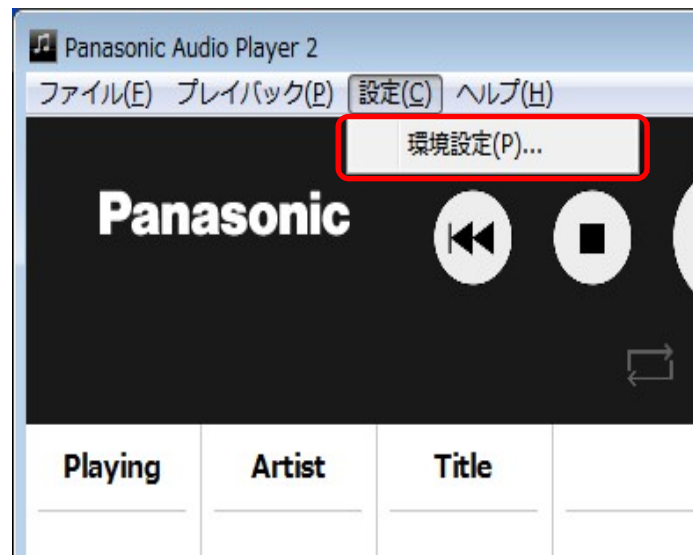 Panasonic Audio Player 2
ファイル(F) プレイバック(P) 設定(C) ヘルプ(H)
環境設定(P)...
Panasonic
Playing Artist Title